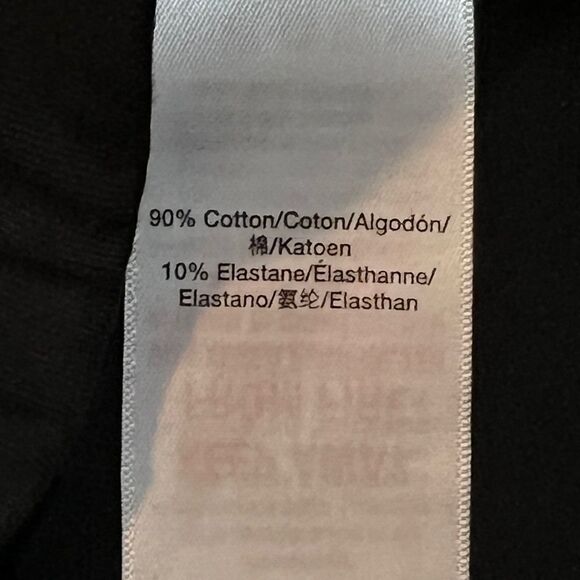 90% Cotton/Coton/Algodón/
棉/Katoen
10% Elastane/Élasthanne/
Elastano/氨纶/Elasthan